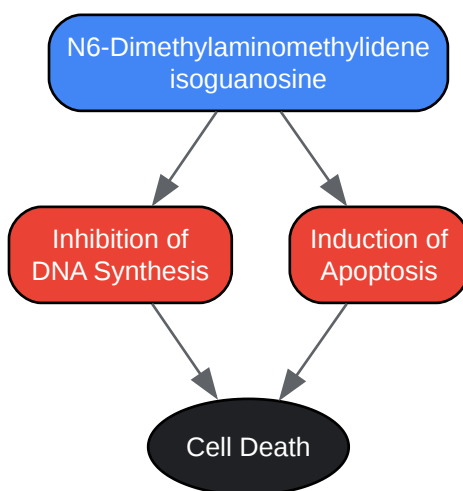 N6-Dimethylaminomethylidene
isoguanosine
Inhibition of
DNA Synthesis
Induction of
Apoptosis
Cell Death